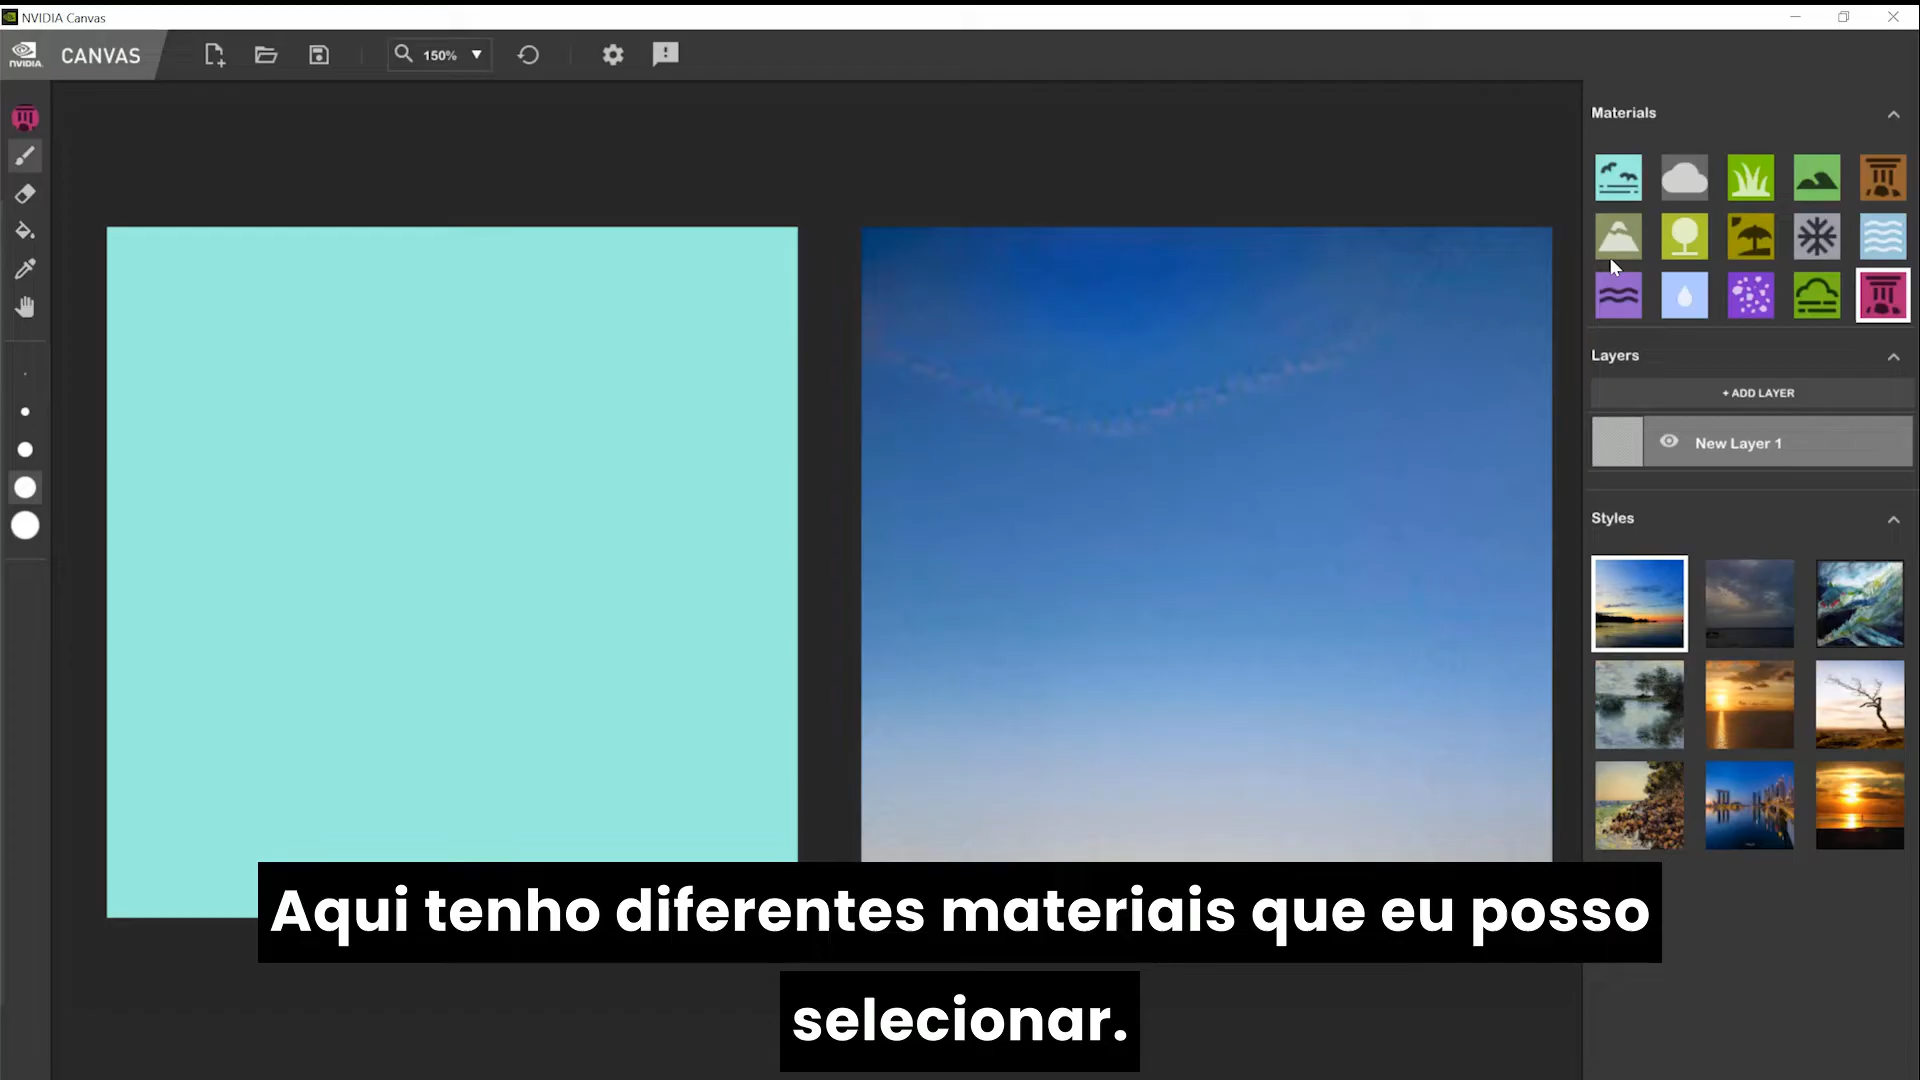 NVIDIA Canvas
NVIDIA.
CANVAS
150%
Materials
Layers
+ ADD LAYER
New Layer 1
Styles
Aqui tenho diferentes materiais que eu posso
selecionar.